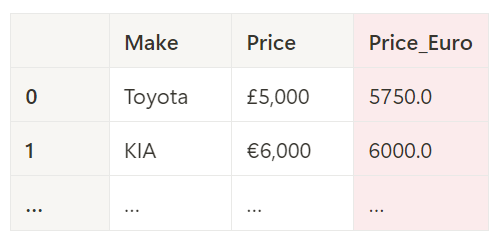 Make Price Price_Euro
0 Toyota £5,000 5750.0
1 KIA €6,000 6000.0
... ... ... ...